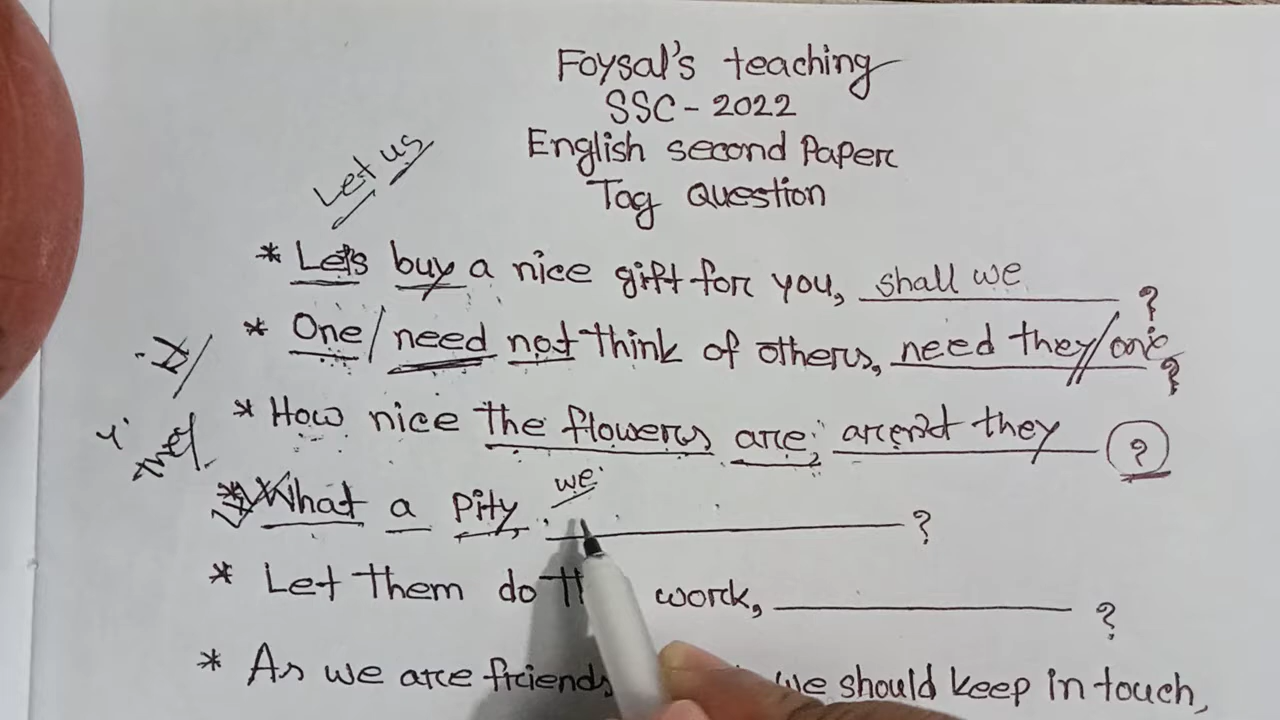 Foysal's teaching
SSC - 2022
English second Paper
Tag Question
Let us
* Let's buy a nice gift for you, shall we ?
* One / need not think of others, need they/one ?
* How nice the flowers are, aren't they ?
they
we
* What a Pity, ?
* Let them do work, ?
* As we are friends we should keep in touch,